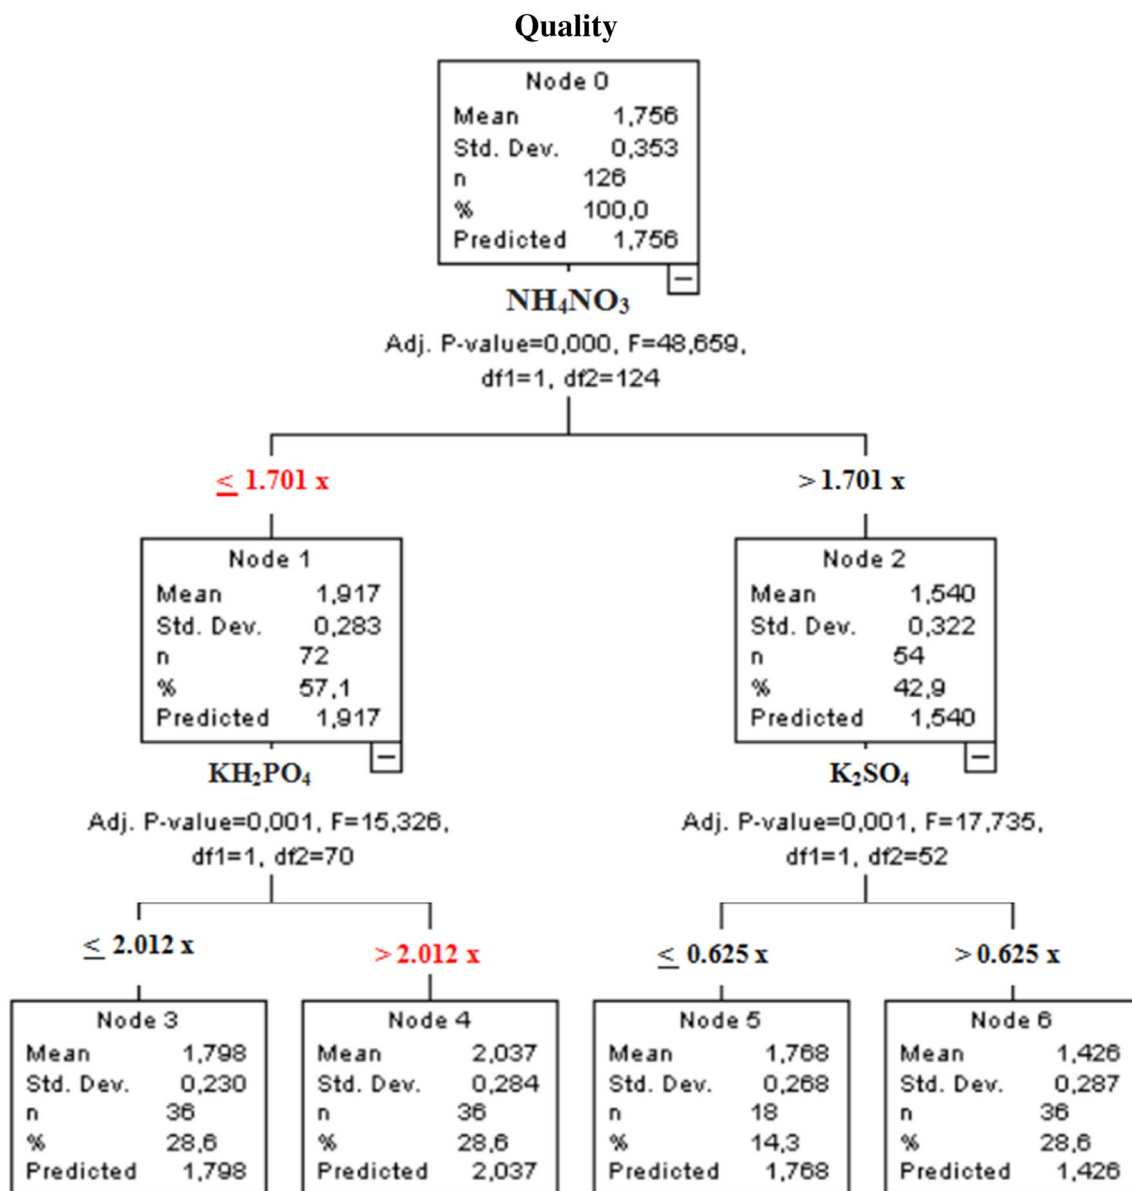 Quality
Node 0
Mean 1,756
Std. Dev. 0,353
n 126
% 100,0
Predicted 1,756
NH₄NO₃
Adj. P-value=0,000, F=48,659,
df1=1, df2=124
≤ 1.701 x
> 1.701 x
Node 1
Mean 1,917
Std. Dev. 0,283
n 72
% 57,1
Predicted 1,917
KH₂PO₄
Adj. P-value=0,001, F=15,326,
df1=1, df2=70
Node 2
Mean 1,540
Std. Dev. 0,322
n 54
% 42,9
Predicted 1,540
K₂SO₄
Adj. P-value=0,001, F=17,735,
df1=1, df2=52
≤ 2.012 x
> 2.012 x
≤ 0.625 x
> 0.625 x
Node 3
Mean 1,798
Std. Dev. 0,230
n 36
% 28,6
Predicted 1,798
Node 4
Mean 2,037
Std. Dev. 0,284
n 36
% 28,6
Predicted 2,037
Node 5
Mean 1,768
Std. Dev. 0,268
n 18
% 14,3
Predicted 1,768
Node 6
Mean 1,426
Std. Dev. 0,287
n 36
% 28,6
Predicted 1,426